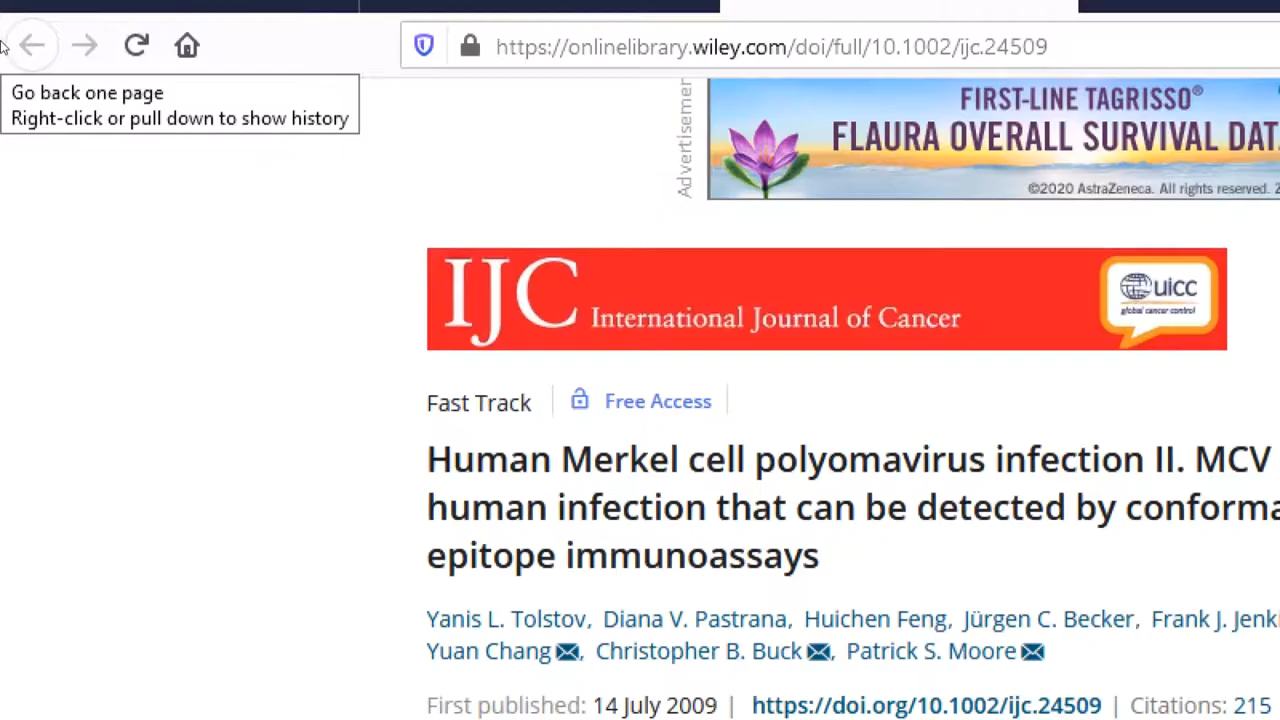 https://onlinelibrary.wiley.com/doi/full/10.1002/ijc.24509
Go back one page
Right-click or pull down to show history
FIRST-LINE TAGRISSO®
FLAURA OVERALL SURVIVAL
©2020 AstraZeneca. All rights reserved.
IJC International Journal of Cancer
uicc
global cancer control
Fast Track
Free Access
Human Merkel cell polyomavirus infection II. MCV
human infection that can be detected by
epitope immunoassays
Yanis L. Tolstov, Diana V. Pastrana, Huichen Feng, Jürgen C. Becker, Frank J.
Yuan Chang, Christopher B. Buck, Patrick S. Moore
First published: 14 July 2009 | https://doi.org/10.1002/ijc.24509 | Citations: 215